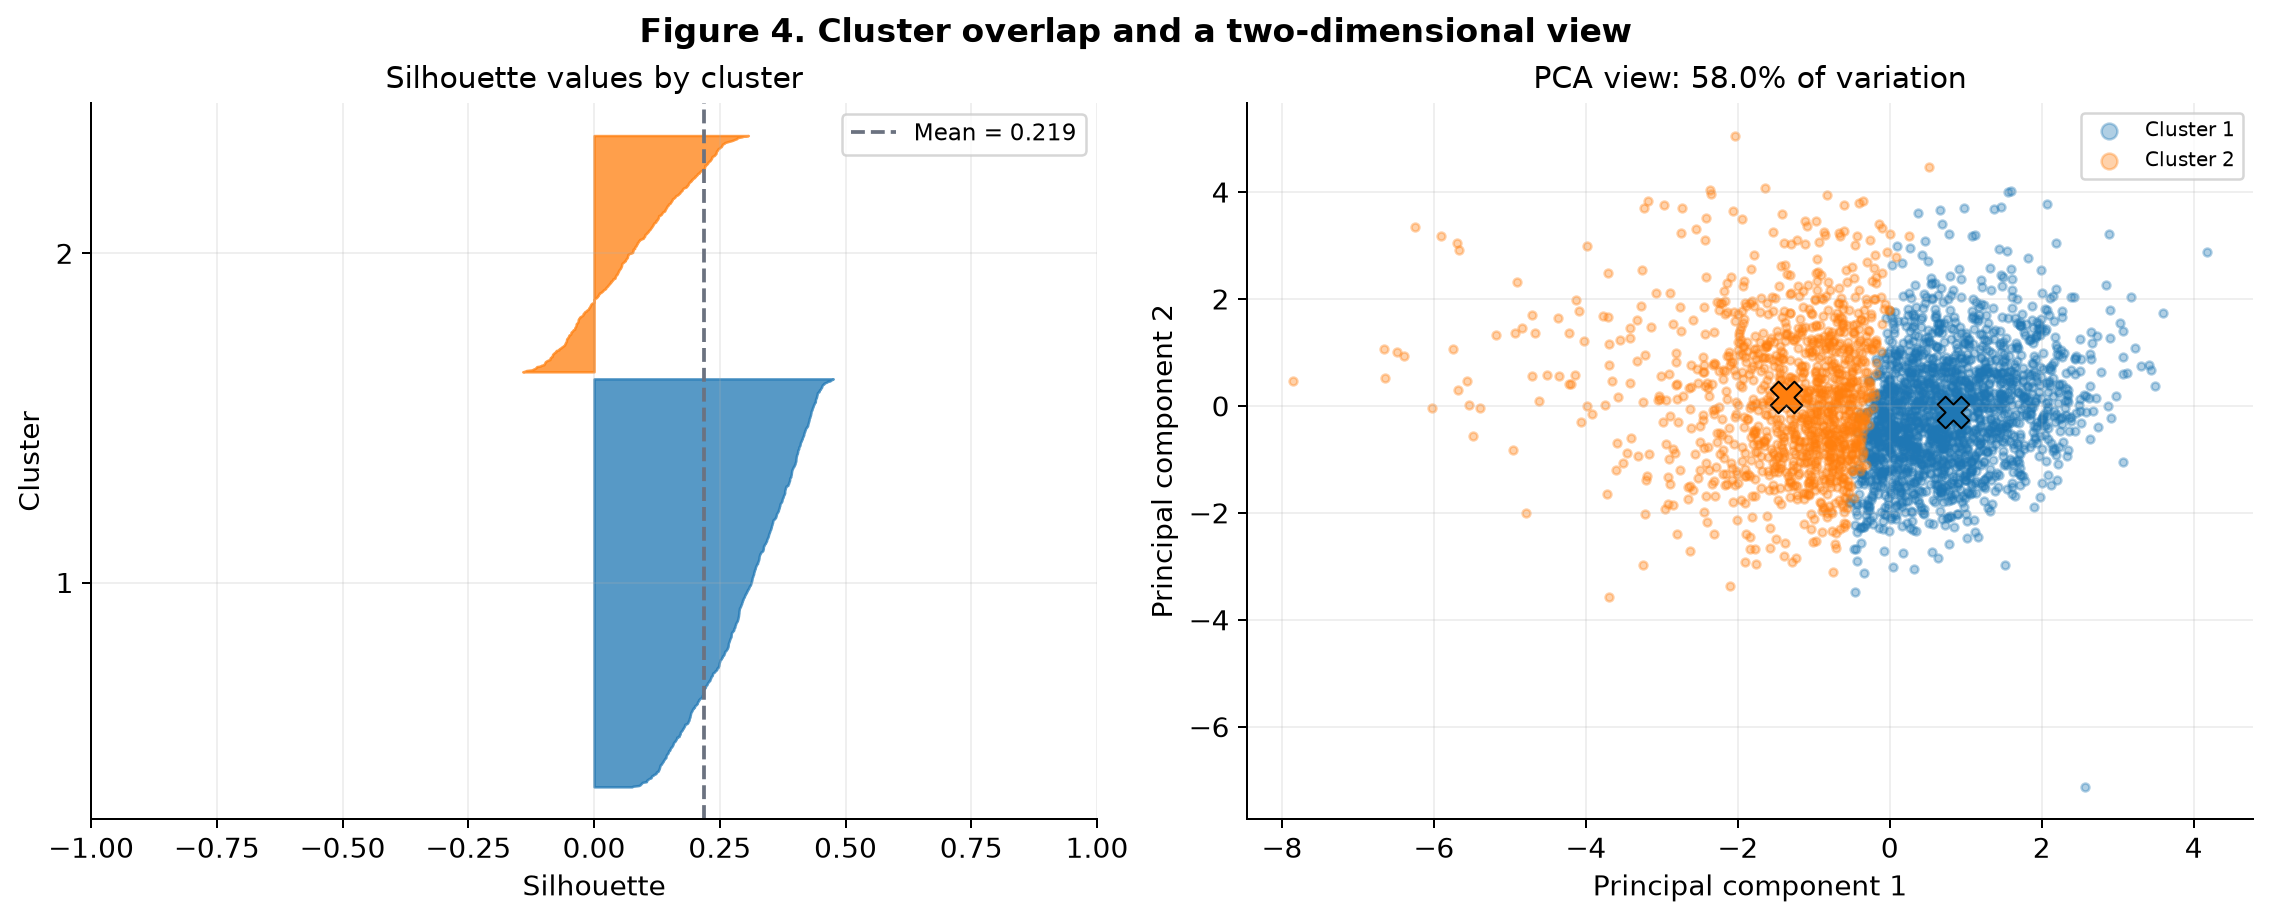 Figure 4. Cluster overlap and a two-dimensional view
Silhouette values by cluster
Mean = 0.219
2
1
Cluster
−1.00 −0.75 −0.50 −0.25 0.00 0.25 0.50 0.75 1.00
Silhouette
PCA view: 58.0% of variation
Cluster 1
Cluster 2
4
2
0
−2
−4
−6
Principal component 2
−8 −6 −4 −2 0 2 4
Principal component 1